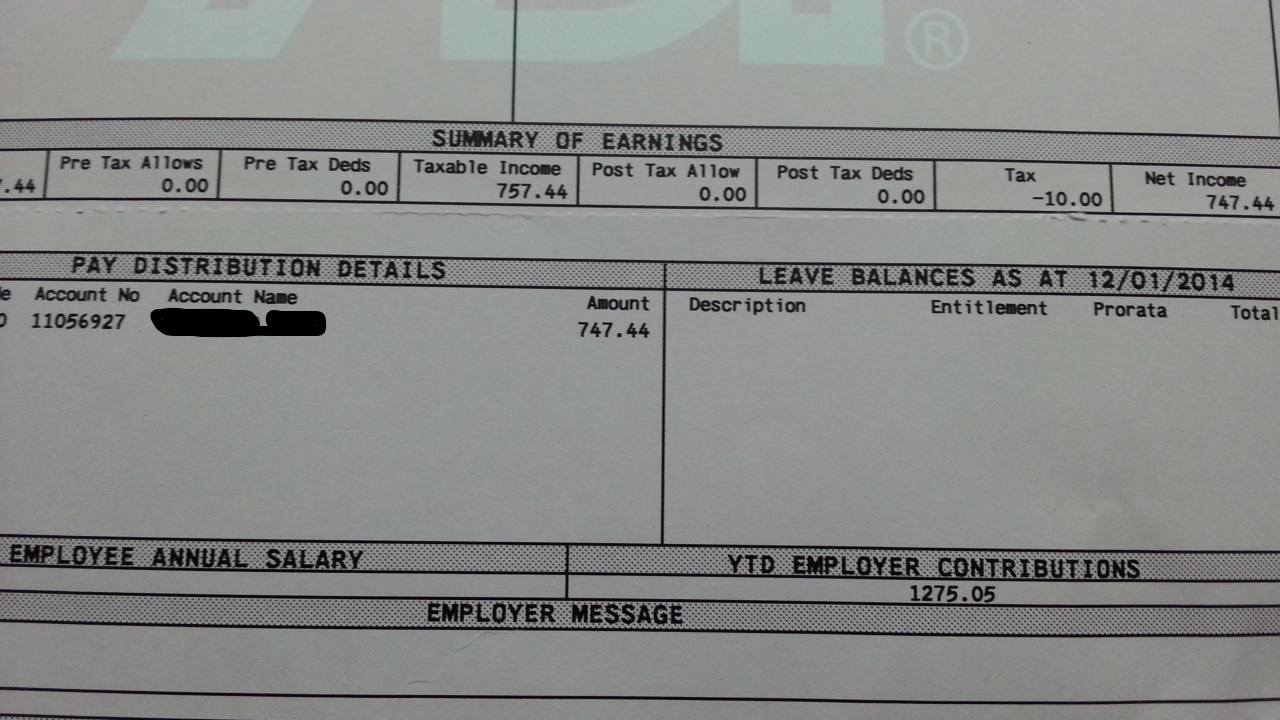 ®
SUMMARY OF EARNINGS
Pre Tax Allows Pre Tax Deds Taxable Income Post Tax Allow Post Tax Deds Tax Net Income
.44 0.00 0.00 757.44 0.00 0.00 -10.00 747.44
PAY DISTRIBUTION DETAILS LEAVE BALANCES AS AT 12/01/2014
e Account No Account Name Amount Description Entitlement Prorata Total
11056927 747.44
EMPLOYEE ANNUAL SALARY YTD EMPLOYER CONTRIBUTIONS
1275.05
EMPLOYER MESSAGE